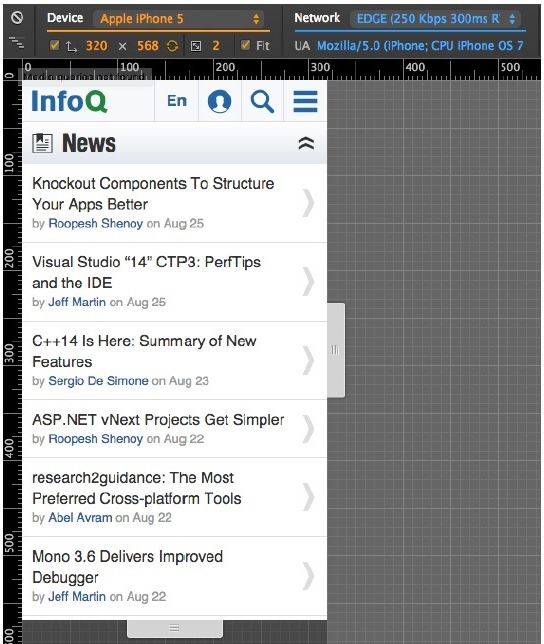 Device Apple iPhone 5 Network EDGE (250 Kbps 300ms R
320 × 568 2 Fit UA Mozilla/5.0 (iPhone; CPU iPhone OS 7
0 100 200 300 400 500
0
100
200
300
400
500
InfoQ En
News
Knockout Components To Structure
Your Apps Better
by Roopesh Shenoy on Aug 25
Visual Studio “14” CTP3: PerfTips
and the IDE
by Jeff Martin on Aug 25
C++14 Is Here: Summary of New
Features
by Sergio De Simone on Aug 23
ASP.NET vNext Projects Get Simpler
by Roopesh Shenoy on Aug 22
research2guidance: The Most
Preferred Cross-platform Tools
by Abel Avram on Aug 22
Mono 3.6 Delivers Improved
Debugger
by Jeff Martin on Aug 22